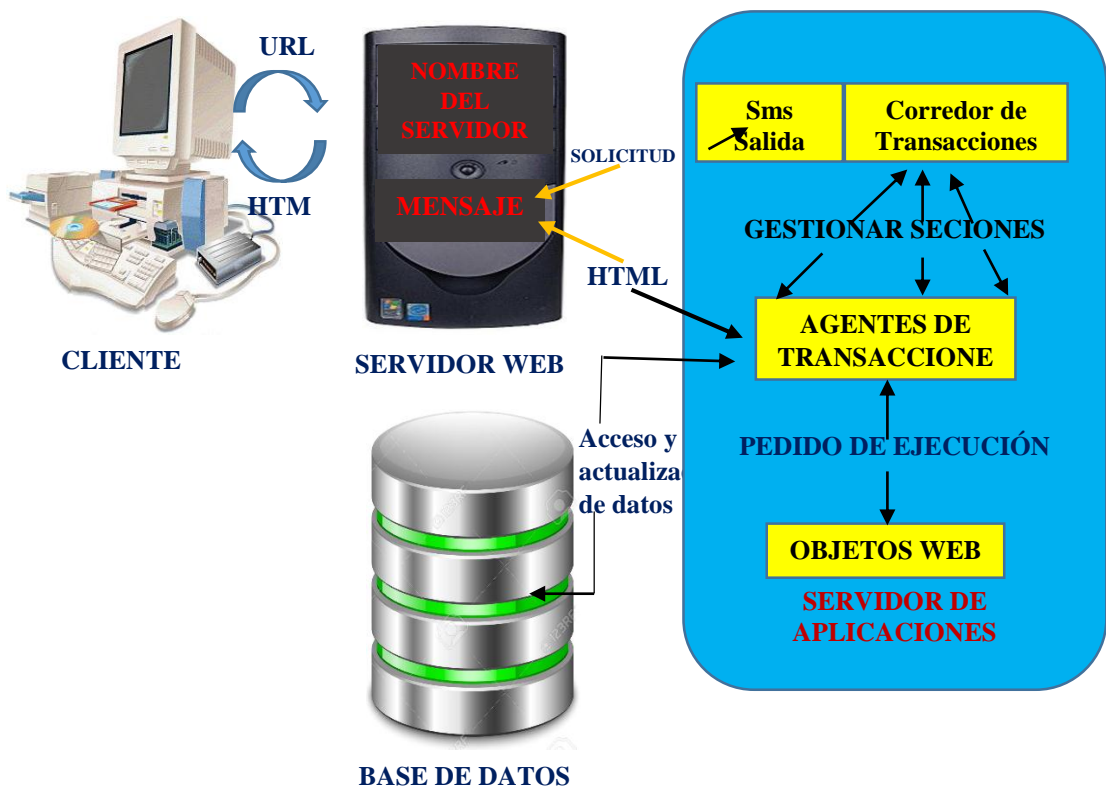 URL
HTM
CLIENTE
NOMBRE
DEL
SERVIDOR
MENSAJE
SERVIDOR WEB
SOLICITUD
HTML
Sms
Salida
Corredor de
Transacciones
GESTIONAR SECIONES
AGENTES DE
TRANSACCIONE
PEDIDO DE EJECUCIÓN
OBJETOS WEB
SERVIDOR DE
APLICACIONES
Acceso y
actualiza
de datos
BASE DE DATOS